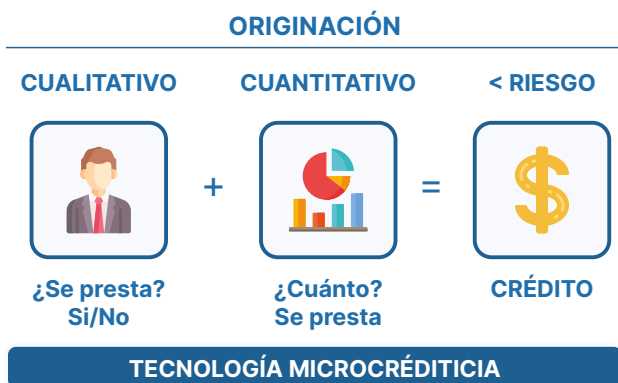 ORIGINACIÓN
CUALITATIVO
CUANTITATIVO
< RIESGO
+
=
¿Se presta?
Si/No
¿Cuánto?
Se presta
CRÉDITO
TECNOLOGÍA MICROCRÉDITICIA